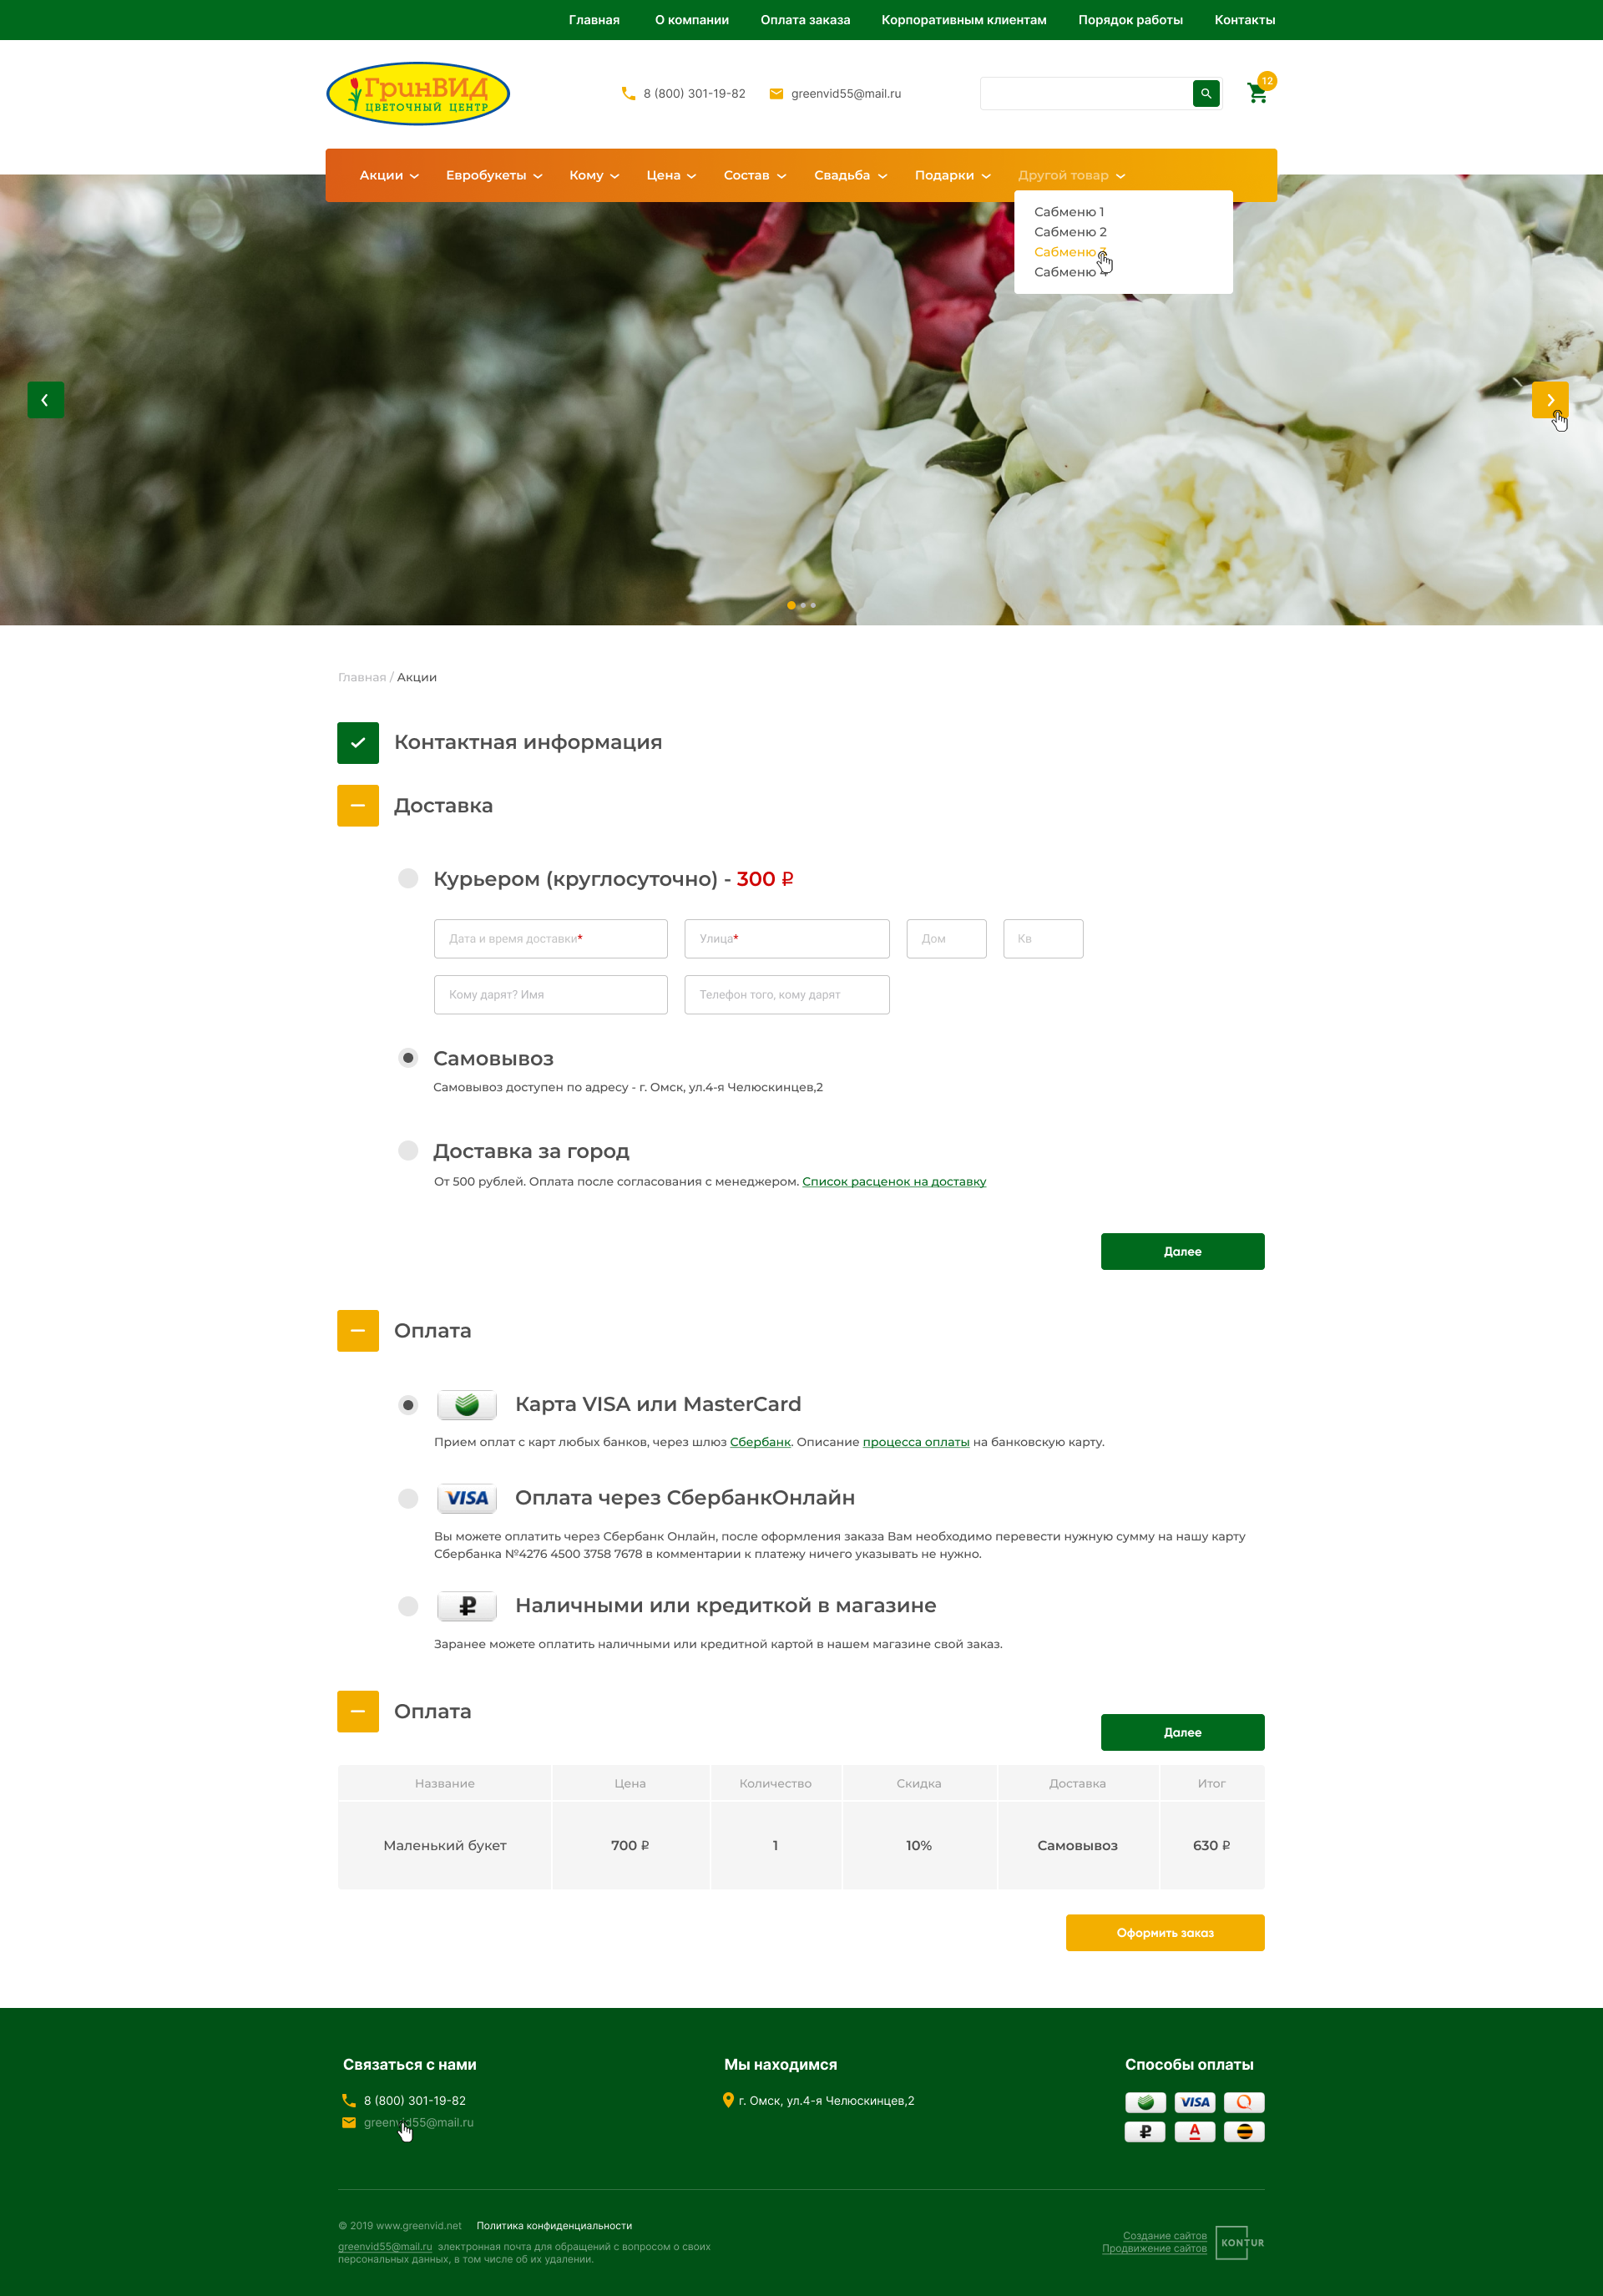 Главная О компании Оплата заказа Корпоративным клиентам Порядок работы Контакты
ГринВИД
ЦВЕТОЧНЫЙ ЦЕНТР
8 (800) 301-19-82 greenvid55@mail.ru
12
Акции Евробукеты Кому Цена Состав Свадьба Подарки Другой товар
Сабменю 1
Сабменю 2
Сабменю 3
Сабменю 4
Главная / Акции
Контактная информация
Доставка
Курьером (круглосуточно) - 300 ₽
Дата и время доставки* Улица* Дом Кв
Кому дарят? Имя Телефон того, кому дарят
Самовывоз
Самовывоз доступен по адресу - г. Омск, ул.4-я Челюскинцев,2
Доставка за город
От 500 рублей. Оплата после согласования с менеджером. Список расценок на доставку
Далее
Оплата
Карта VISA или MasterCard
Прием оплат с карт любых банков, через шлюз Сбербанк. Описание процесса оплаты на банковскую карту.
VISA Оплата через СбербанкОнлайн
Вы можете оплатить через Сбербанк Онлайн, после оформления заказа Вам необходимо перевести нужную сумму на нашу карту
Сбербанка №4276 4500 3758 7678 в комментарии к платежу ничего указывать не нужно.
₽ Наличными или кредиткой в магазине
Заранее можете оплатить наличными или кредитной картой в нашем магазине свой заказ.
Оплата
Далее
Название Цена Количество Скидка Доставка Итог
Маленький букет 700 ₽ 1 10% Самовывоз 630 ₽
Оформить заказ
Связаться с нами Мы находимся Способы оплаты
8 (800) 301-19-82 г. Омск, ул.4-я Челюскинцев,2 VISA
greenvid55@mail.ru ₽ А
© 2019 www.greenvid.net Политика конфиденциальности
greenvid55@mail.ru электронная почта для обращений с вопросом о своих
персональных данных, в том числе об их удалении.
Создание сайтов
Продвижение сайтов
KONTUR